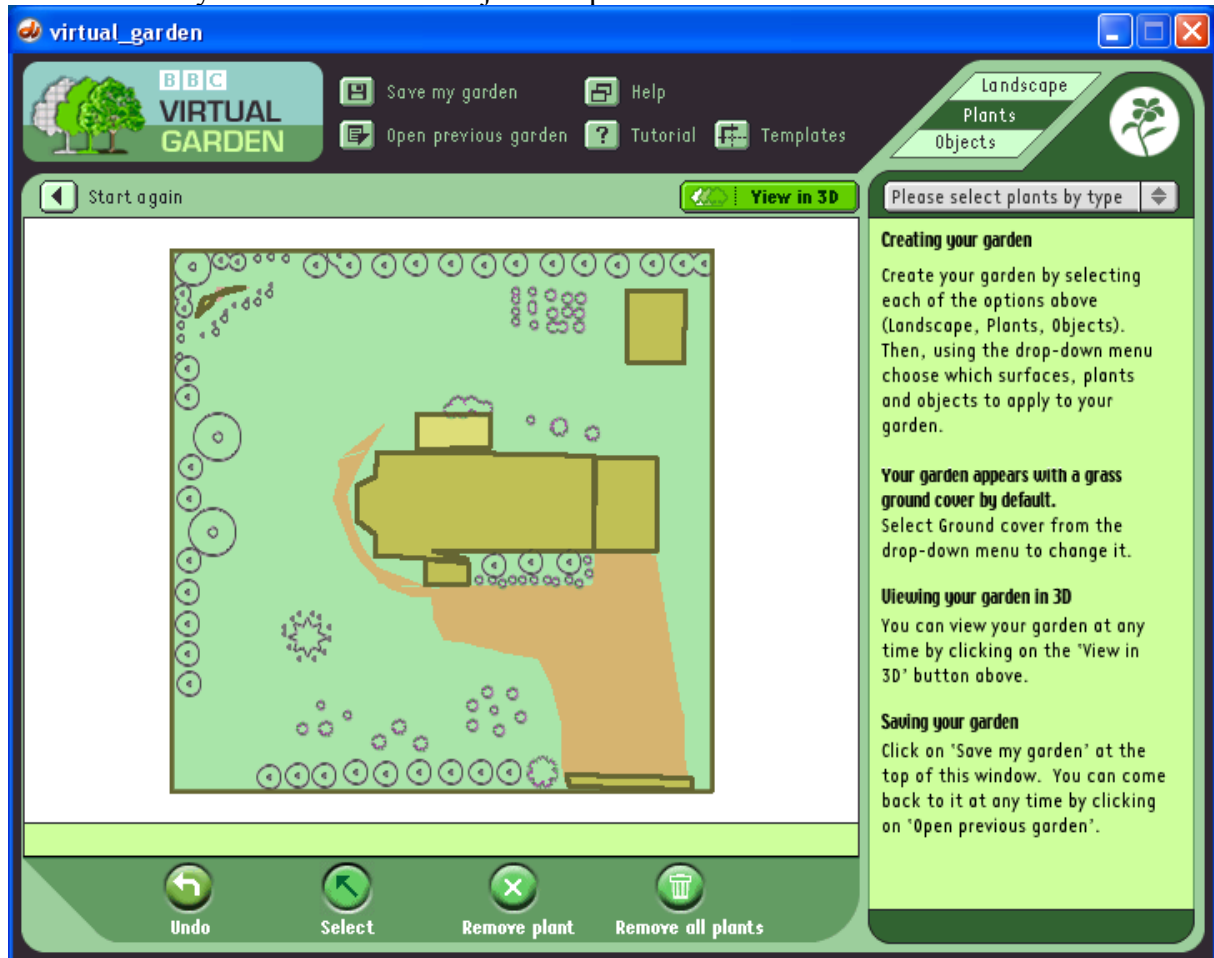 virtual_garden
BBC
VIRTUAL
GARDEN
Save my garden
Help
Open previous garden
?
Tutorial
Templates
Landscape
Plants
Objects
Start again
View in 3D
Please select plants by type
Creating your garden
Create your garden by selecting
each of the options above
(Landscape, Plants, Objects).
Then, using the drop-down menu
choose which surfaces, plants
and objects to apply to your
garden.
Your garden appears with a grass
ground cover by default.
Select Ground cover from the
drop-down menu to change it.
Viewing your garden in 3D
You can view your garden at any
time by clicking on the "View in
3D" button above.
Saving your garden
Click on "Save my garden" at the
top of this window. You can come
back to it at any time by clicking
on "Open previous garden".
Undo
Select
Remove plant
Remove all plants